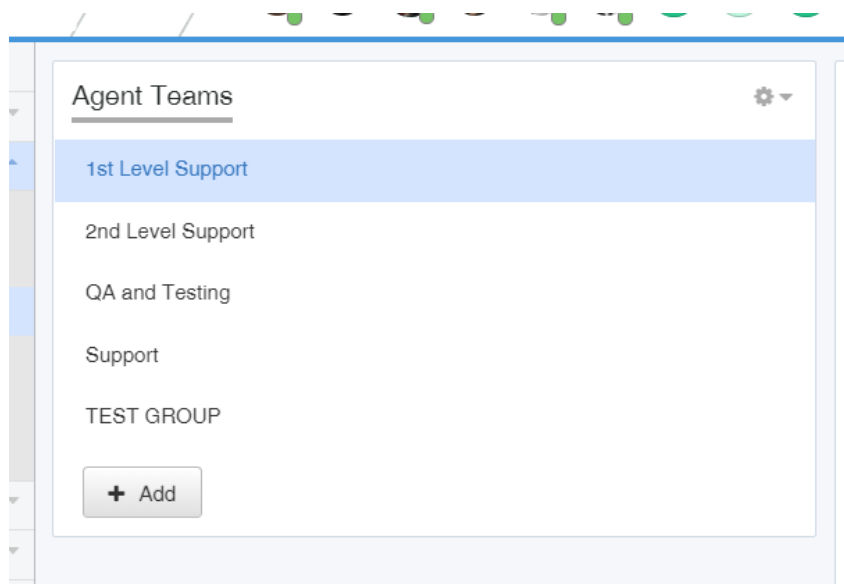 Agent Teams
1st Level Support
2nd Level Support
QA and Testing
Support
TEST GROUP
+ Add